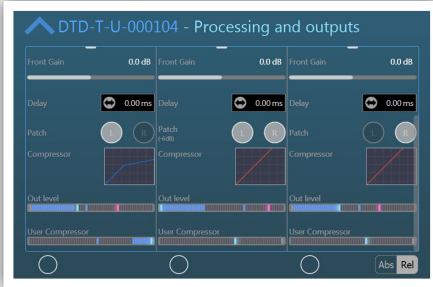 DTD-T-U-000104 - Processing and outputs
Front Gain 0.0 dB Front Gain 0.0 dB Front Gain 0.0 dB
Delay 0.00 ms Delay 0.00 ms Delay 0.00 ms
Patch L R Patch L R Patch L R
(-6dB)
Compressor Compressor Compressor
Out level Out level Out level
User Compressor User Compressor User Compressor
Abs Rel